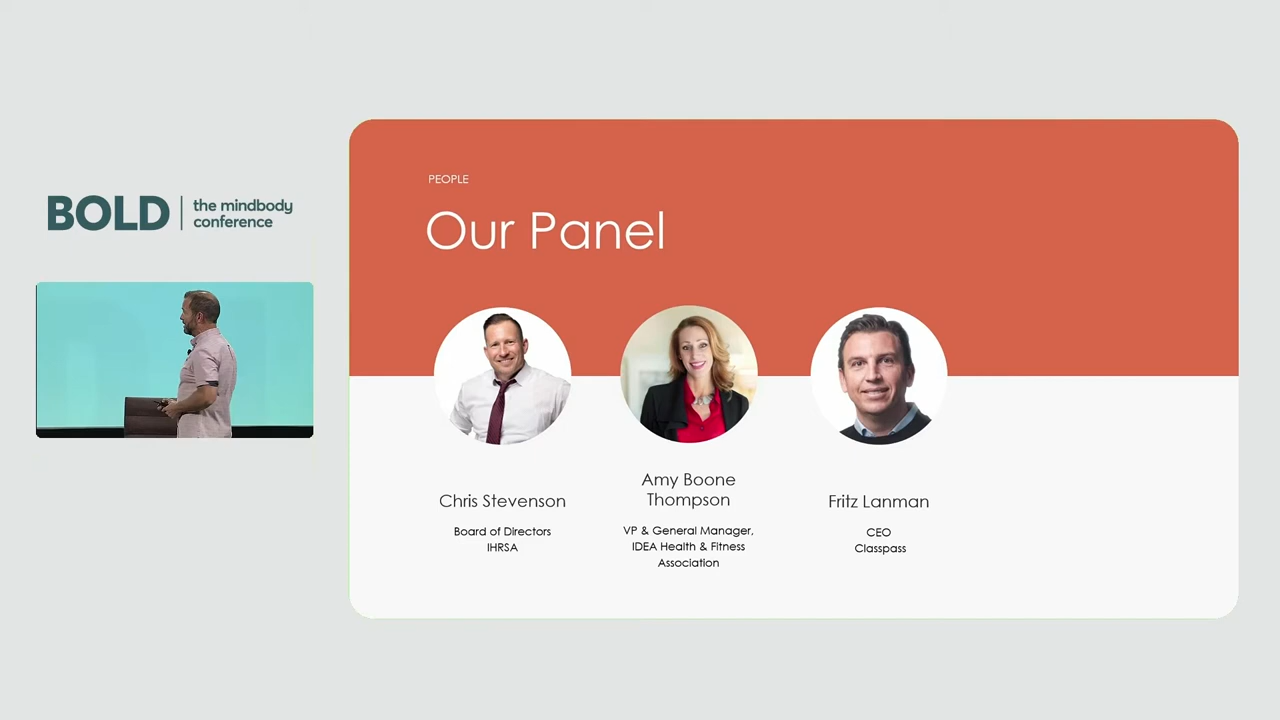 BOLD
the mindbody
conference
PEOPLE
Our Panel
Chris Stevenson
Board of Directors
IHRSA
Amy Boone
Thompson
VP & General Manager,
IDEA Health & Fitness
Association
Fritz Lanman
CEO
Classpass